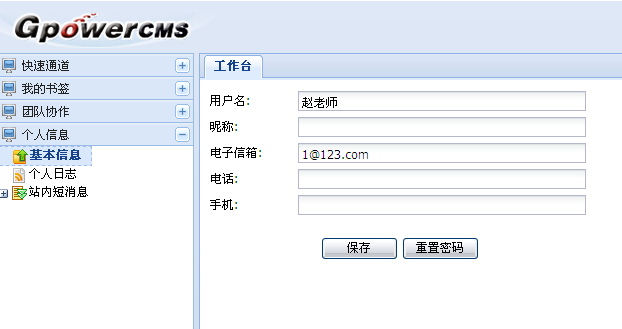 GpowerCMS
快速通道
我的书签
团队协作
个人信息
基本信息
个人日志
站内短消息
工作台
用户名: 赵老师
昵称:
电子信箱: 1@123.com
电话:
手机:
保存 重置密码